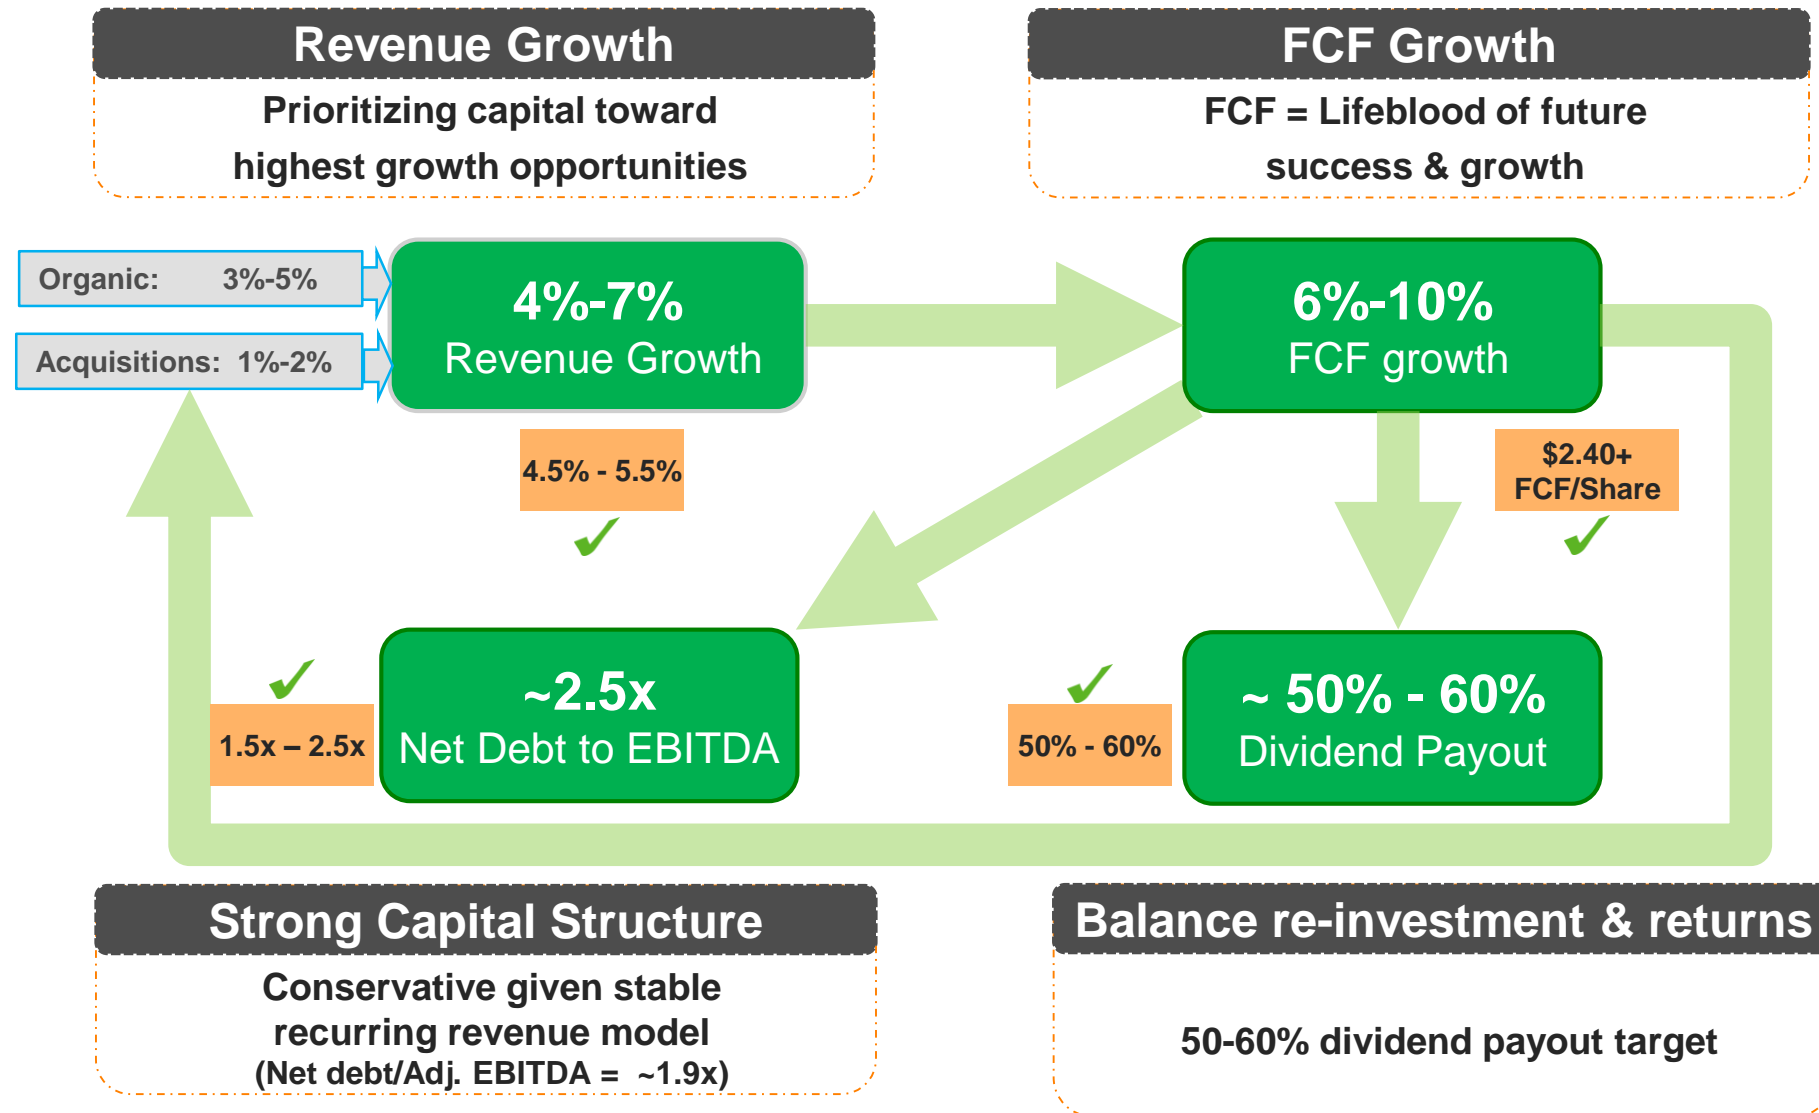 Revenue Growth
Prioritizing capital toward
highest growth opportunities
FCF Growth
FCF = Lifeblood of future
success & growth
Organic: 3%-5%
Acquisitions: 1%-2%
4%-7%
Revenue Growth
6%-10%
FCF growth
4.5% - 5.5%
$2.40+
FCF/Share
1.5x – 2.5x
~2.5x
Net Debt to EBITDA
50% - 60%
~ 50% - 60%
Dividend Payout
Strong Capital Structure
Conservative given stable
recurring revenue model
(Net debt/Adj. EBITDA = ~1.9x)
Balance re-investment & returns
50-60% dividend payout target